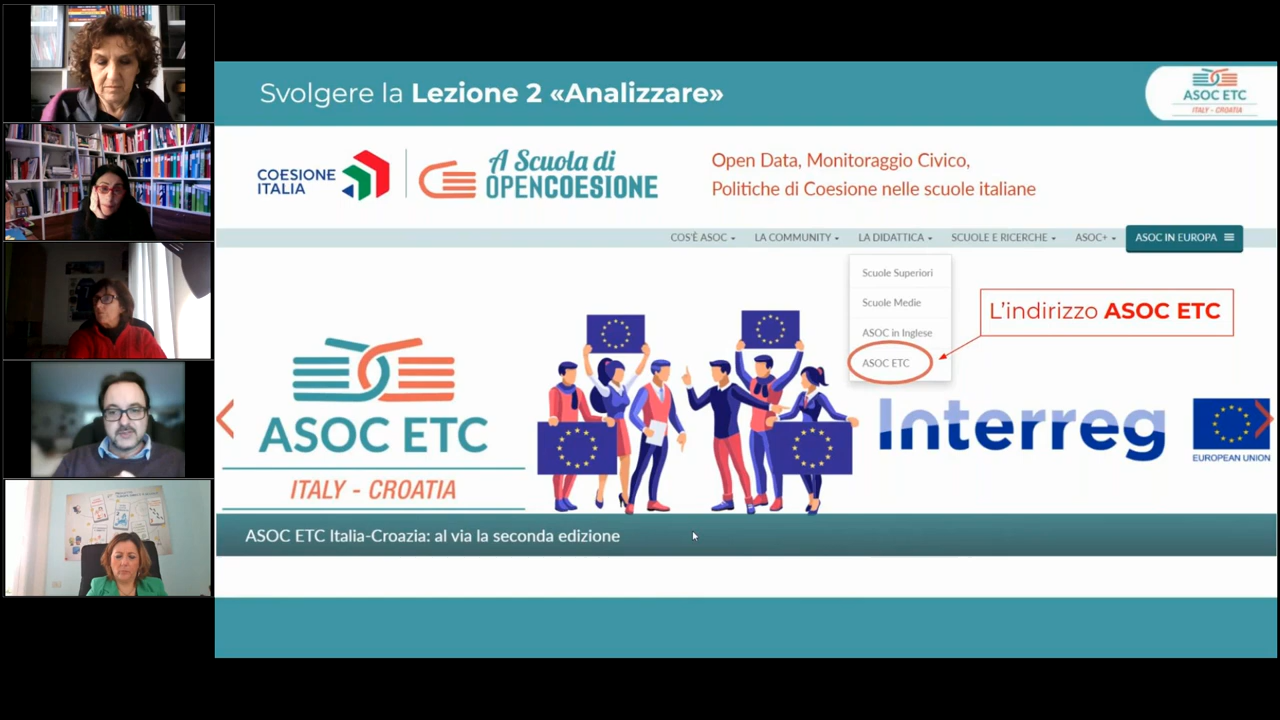 Svolgere la Lezione 2 «Analizzare»
ASOC ETC
ITALY - CROATIA
COESIONE
ITALIA
A Scuola di
OPENCOESIONE
Open Data, Monitoraggio Civico,
Politiche di Coesione nelle scuole italiane
COS'È ASOC
LA COMMUNITY
LA DIDATTICA
SCUOLE E RICERCHE
ASOC+
ASOC IN EUROPA
Scuole Superiori
Scuole Medie
ASOC in Inglese
ASOC ETC
L'indirizzo ASOC ETC
ASOC ETC
ITALY - CROATIA
Interreg
EUROPEAN UNION
ASOC ETC Italia-Croazia: al via la seconda edizione